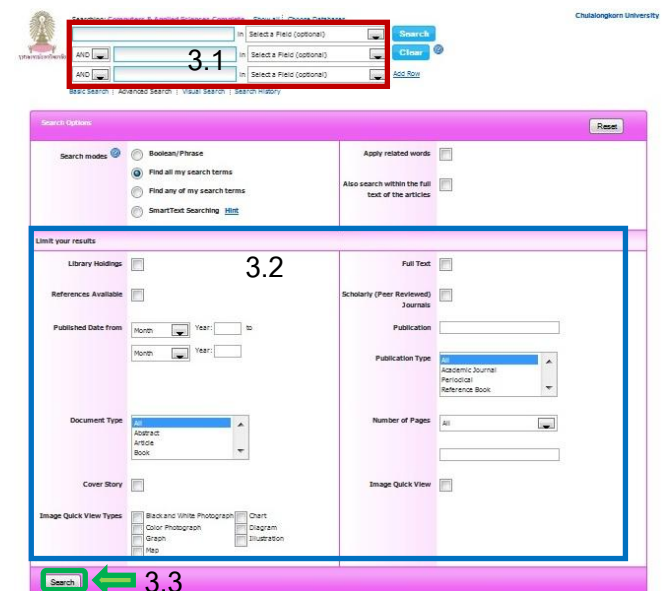 Searching: Computers & Applied Sciences Complete Show all Choose Databases
Chulalongkorn University
in Select a Field (optional) Search
AND in Select a Field (optional) Clear
3.1
AND in Select a Field (optional) Add Row
Basic Search | Advanced Search | Visual Search | Search History
Search Options Reset
Search modes Boolean/Phrase
Find all my search terms
Find any of my search terms
SmartText Searching Hint
Apply related words
Also search within the full
text of the articles
Limit your results
3.2
Library Holdings Full Text
References Available Scholarly (Peer Reviewed)
Journals
Published Date from Month Year: to
Month Year:
Publication
Publication Type All
Academic Journal
Periodical
Reference Book
Document Type All
Abstract
Article
Book
Number of Pages All
Cover Story Image Quick View
Image Quick View Types Black and White Photograph Chart
Color Photograph Diagram
Graph Illustration
Map
Search 3.3